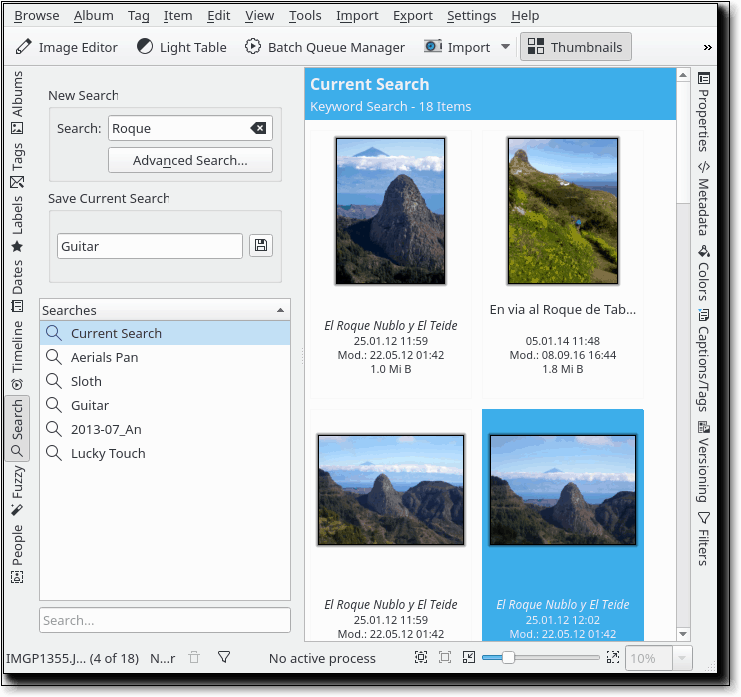 Browse Album Tag Item Edit View Tools Import Export Settings Help
Image Editor Light Table Batch Queue Manager Import Thumbnails »
Albums
Tags
Labels
Dates
Timeline
Search
Fuzzy
People
New Search
Search: Roque
Advanced Search...
Save Current Search
Guitar
Searches
Current Search
Aerials Pan
Sloth
Guitar
2013-07_An
Lucky Touch
Search...
Current Search
Keyword Search - 18 Items
El Roque Nublo y El Teide
25.01.12 11:59
Mod.: 22.05.12 01:42
1.0 Mi B
En via al Roque de Tab...
05.01.14 11:48
Mod.: 08.09.16 16:44
1.8 Mi B
El Roque Nublo y El Teide
25.01.12 11:59
Mod.: 22.05.12 01:42
El Roque Nublo y El Teide
25.01.12 12:02
Mod.: 22.05.12 01:42
Properties
Metadata
Colors
Captions/Tags
Versioning
Filters
IMGP1355.J... (4 of 18) N...r No active process 10%